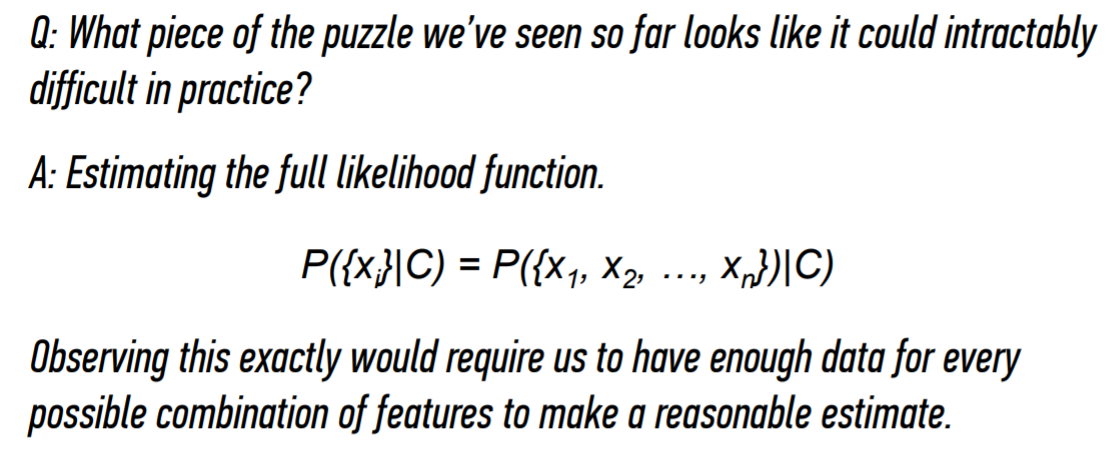 Q: What piece of the puzzle we've seen so far looks like it could intractably
difficult in practice?
A: Estimating the full likelihood function.
P({xᵢ}|C) = P({x₁, x₂, …, xₙ})|C)
Observing this exactly would require us to have enough data for every
possible combination of features to make a reasonable estimate.